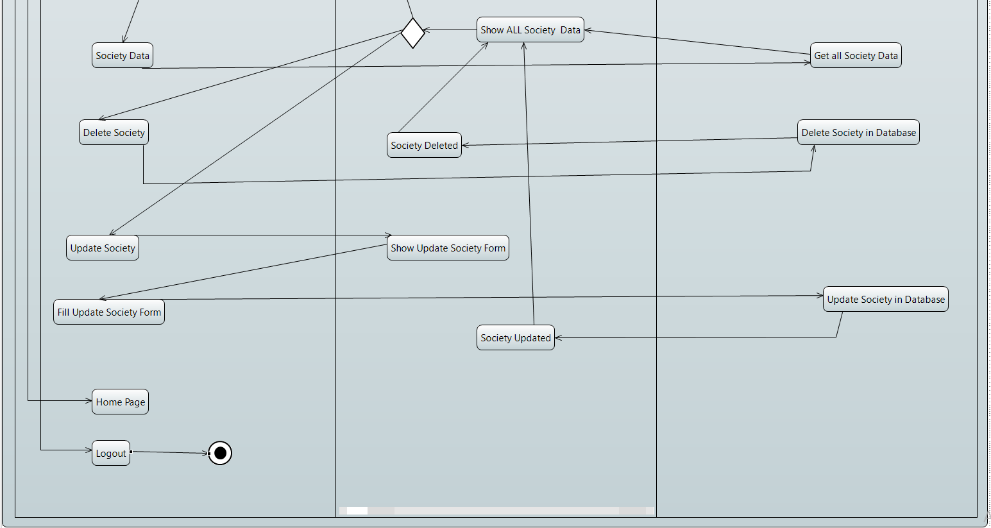 Show ALL Society Data
Society Data
Get all Society Data
Delete Society
Society Deleted
Delete Society in Database
Update Society
Show Update Society Form
Fill Update Society Form
Update Society in Database
Society Updated
Home Page
Logout